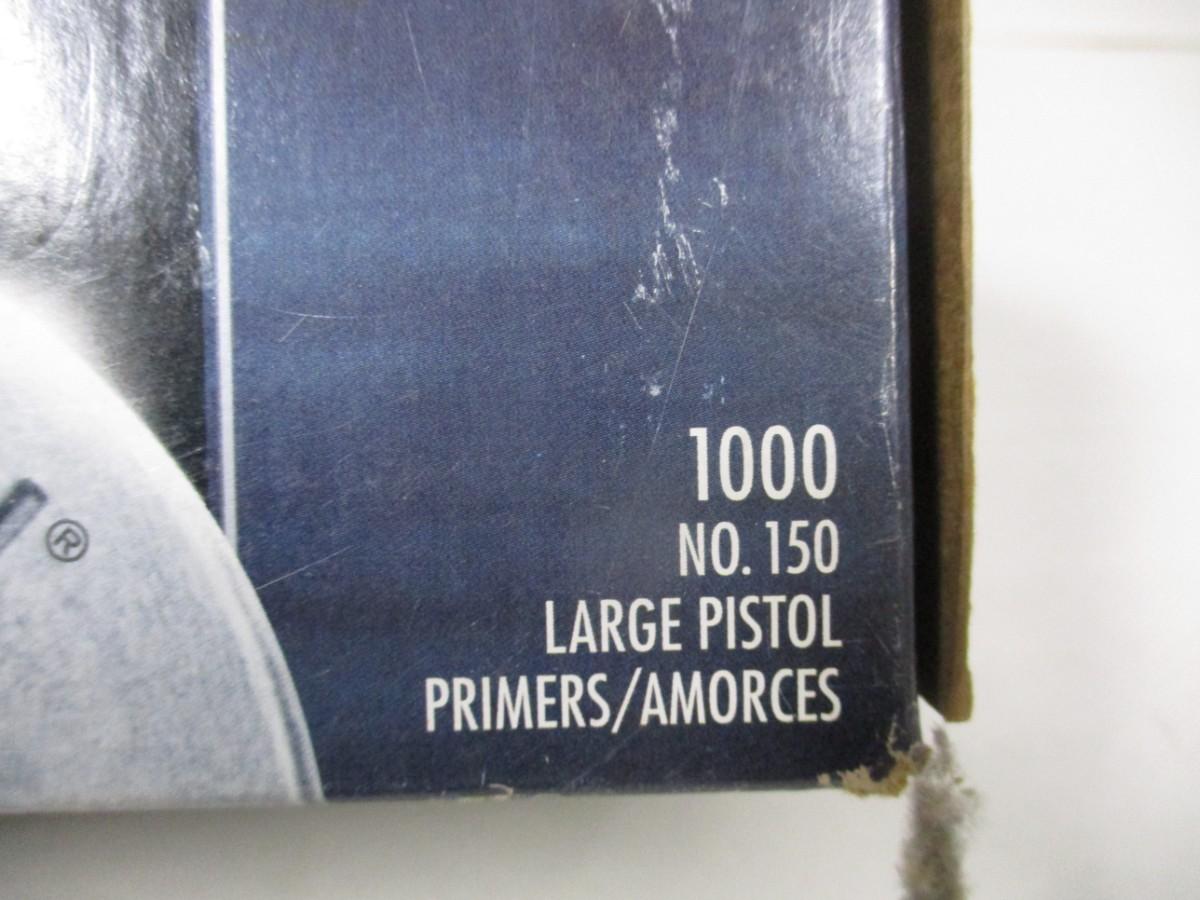 ®
1000
NO. 150
LARGE PISTOL
PRIMERS/AMORCES